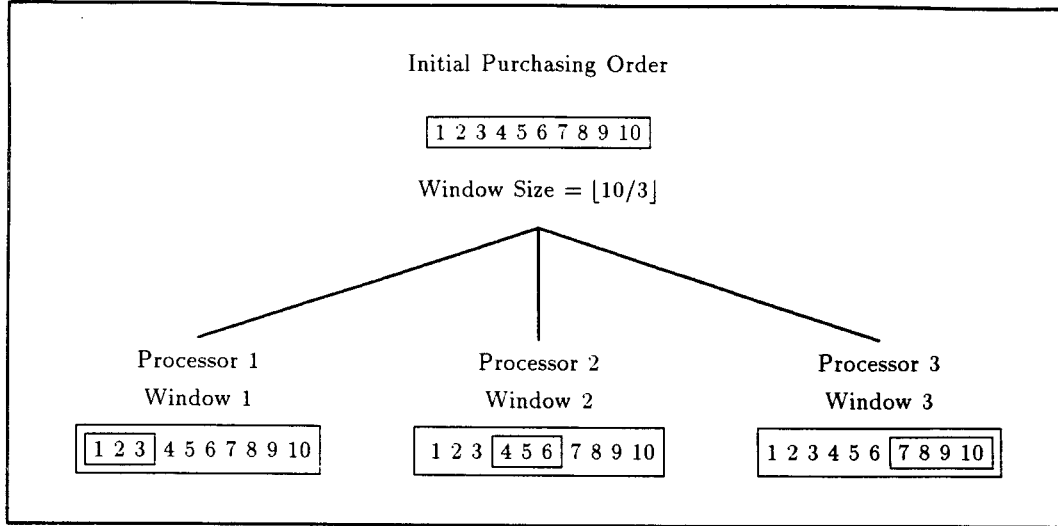 Initial Purchasing Order
1 2 3 4 5 6 7 8 9 10
Window Size = ⌊10/3⌋
Processor 1
Window 1
1 2 3 4 5 6 7 8 9 10
Processor 2
Window 2
1 2 3 4 5 6 7 8 9 10
Processor 3
Window 3
1 2 3 4 5 6 7 8 9 10